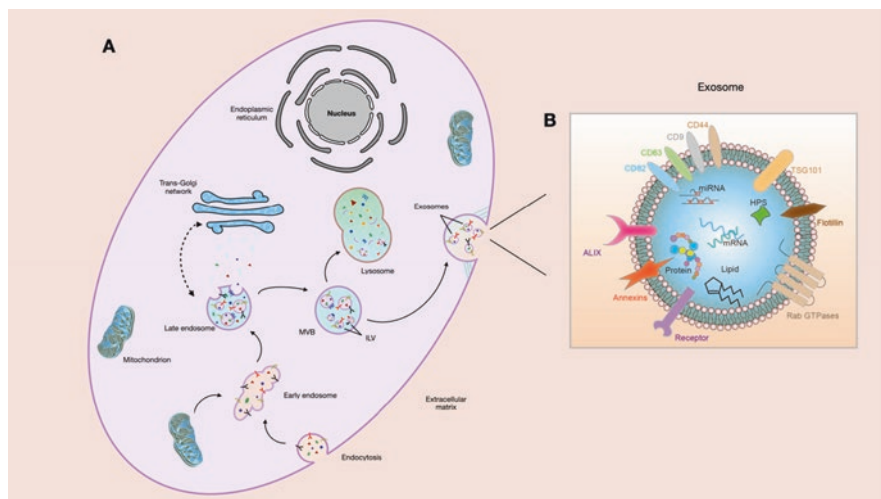 A
Endoplasmic
reticulum
Nucleus
Trans-Golgi
network
Exosomes
Lysosome
Late endosome
MVB
ILV
Mitochondrion
Early endosome
Extracellular
matrix
Endocytosis
Exosome
B
CD44
CD9
CD63
CD82
TSG101
miRNA
HPS
Flotillin
mRNA
ALIX
Protein
Lipid
Annexins
Rab GTPases
Receptor